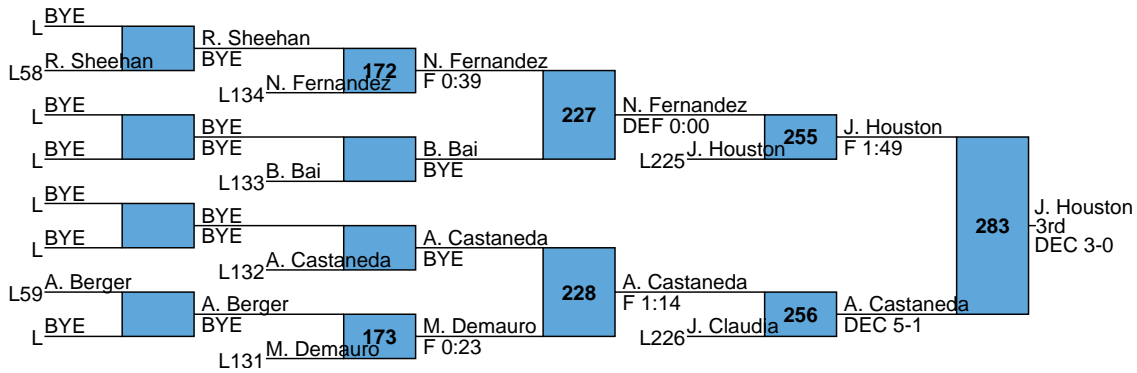 L BYE
L58 R. Sheehan
R. Sheehan
BYE
L134 N. Fernandez
172
N. Fernandez
F 0:39
L BYE
L BYE
BYE
BYE
L133 B. Bai
B. Bai
BYE
227
N. Fernandez
DEF 0:00
L225 J. Houston
255
J. Houston
F 1:49
L BYE
L BYE
BYE
BYE
L132 A. Castaneda
A. Castaneda
BYE
L59 A. Berger
L BYE
A. Berger
BYE
L131 M. Demauro
173
M. Demauro
F 0:23
228
A. Castaneda
F 1:14
L226 J. Claudia
256
A. Castaneda
DEC 5-1
283
J. Houston
3rd
DEC 3-0